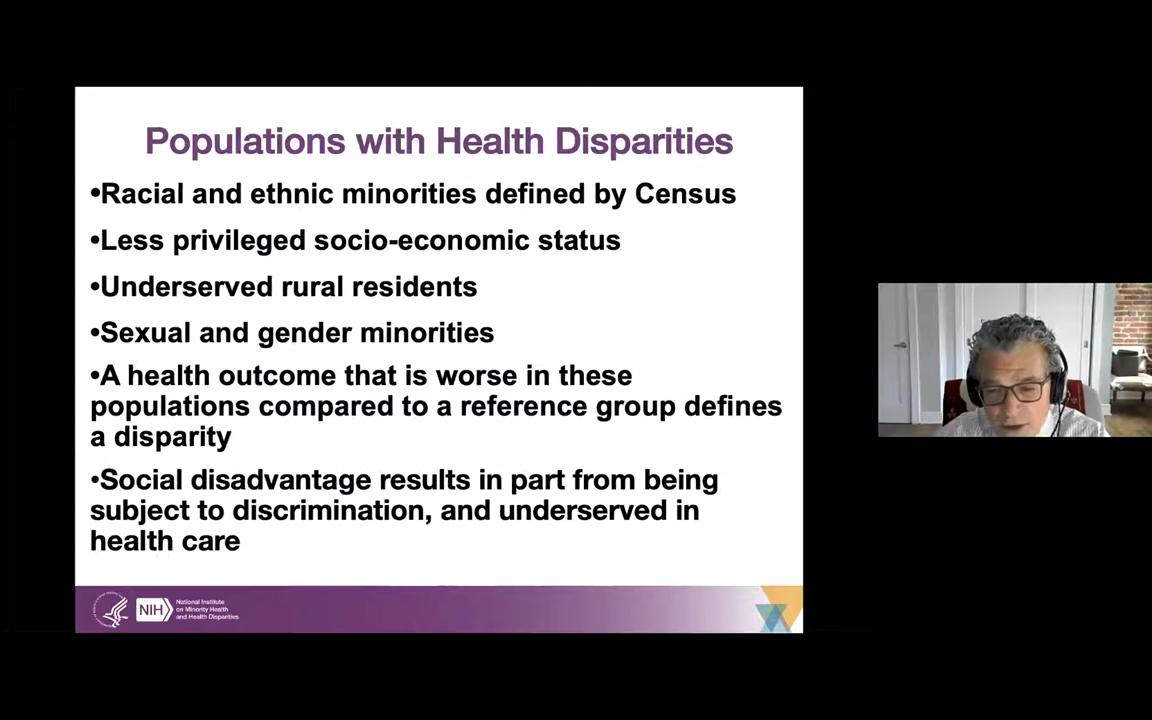 Populations with Health Disparities
•Racial and ethnic minorities defined by Census
•Less privileged socio-economic status
•Underserved rural residents
•Sexual and gender minorities
•A health outcome that is worse in these
populations compared to a reference group defines
a disparity
•Social disadvantage results in part from being
subject to discrimination, and underserved in
health care
NIH
National Institute
on Minority Health
and Health Disparities